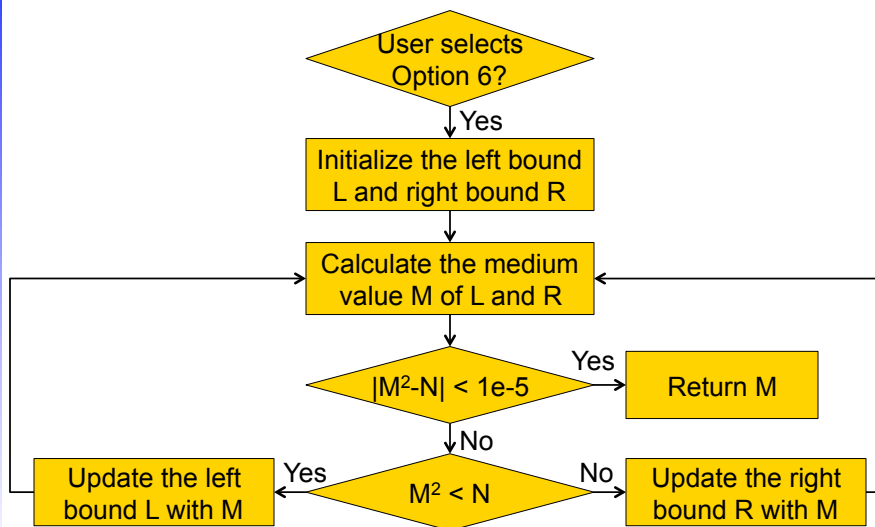 User selects
Option 6?
Yes
Initialize the left bound
L and right bound R
Calculate the medium
value M of L and R
|M²-N| < 1e-5
Yes
Return M
No
M² < N
Yes
Update the left
bound L with M
No
Update the right
bound R with M